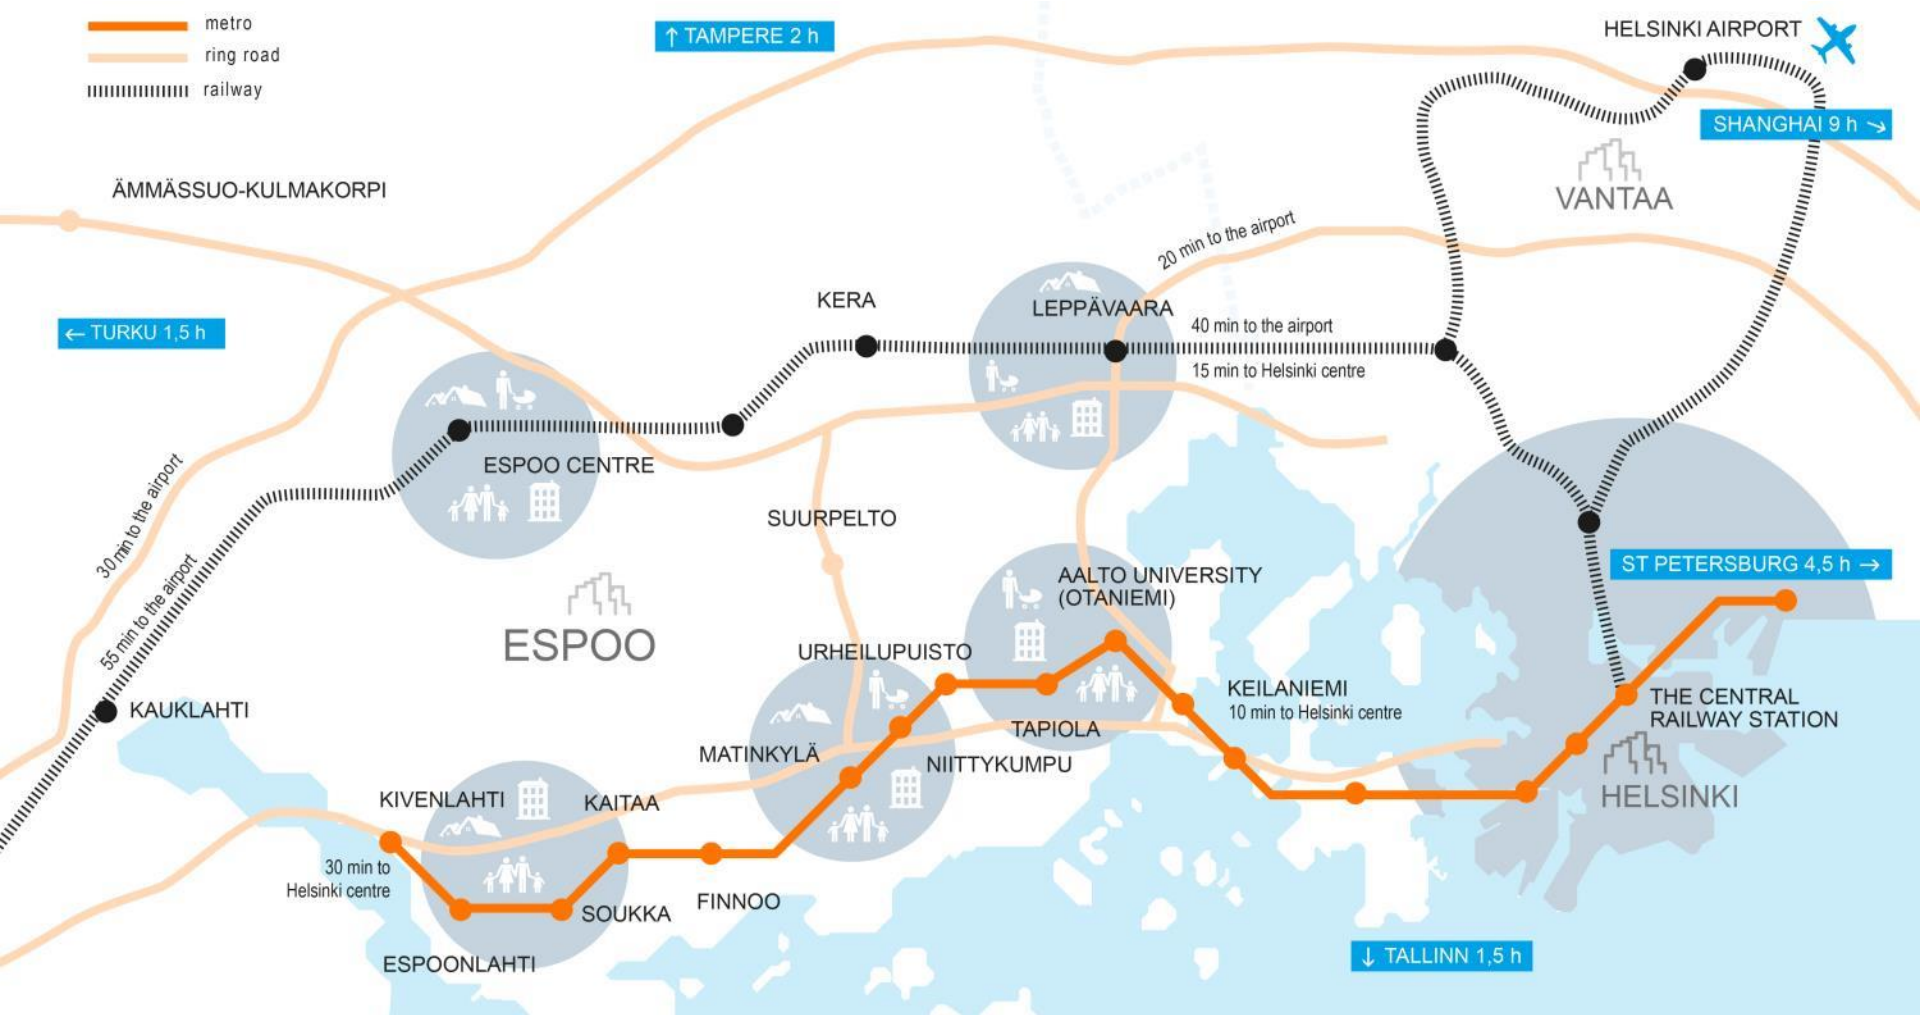 metro
ring road
railway
↑ TAMPERE 2 h
HELSINKI AIRPORT
SHANGHAI 9 h ↘
ÄMMÄSSUO-KULMAKORPI
VANTAA
20 min to the airport
KERA
LEPPÄVAARA
← TURKU 1,5 h
40 min to the airport
15 min to Helsinki centre
ESPOO CENTRE
30 min to the airport
SUURPELTO
55 min to the airport
ST PETERSBURG 4,5 h →
AALTO UNIVERSITY
(OTANIEMI)
ESPOO
URHEILUPUISTO
KEILANIEMI
10 min to Helsinki centre
THE CENTRAL
RAILWAY STATION
KAUKLAHTI
TAPIOLA
MATINKYLÄ
NIITTYKUMPU
HELSINKI
KIVENLAHTI
KAITAA
30 min to
Helsinki centre
FINNOO
SOUKKA
ESPOONLAHTI
↓ TALLINN 1,5 h